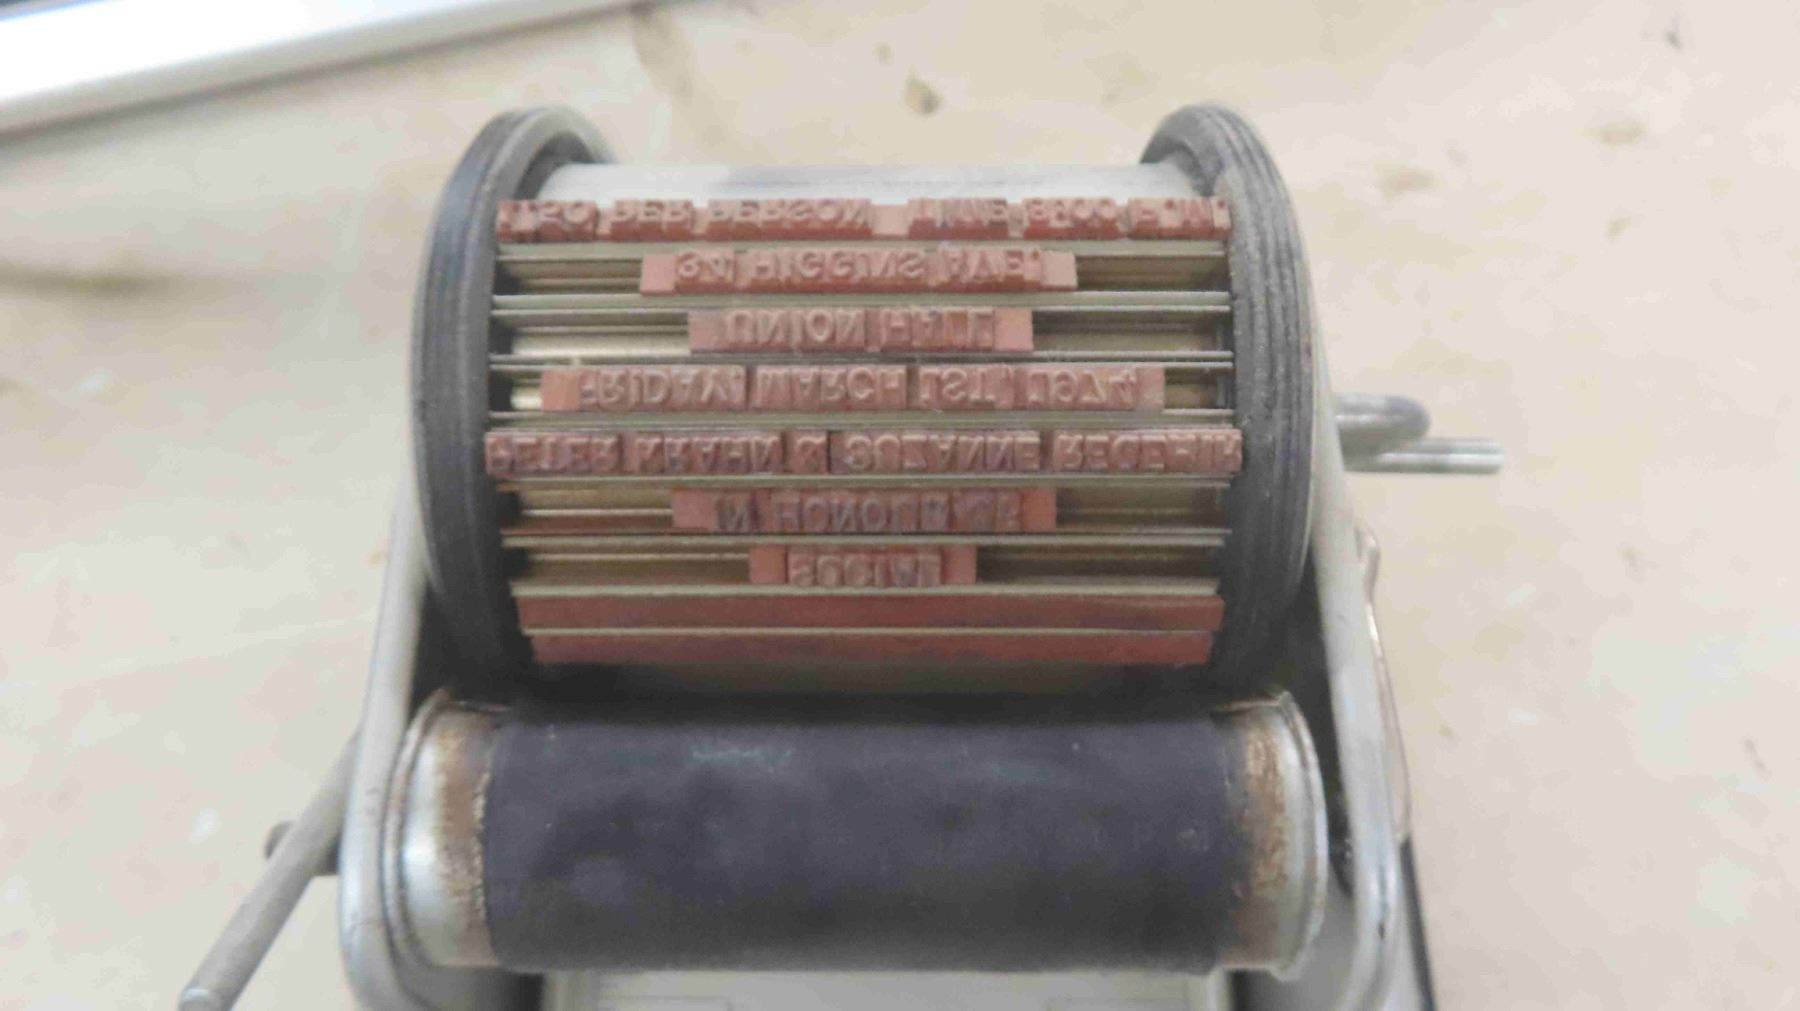 SOCIAL
IN HONOUR OF
PETER KRAHN & SUZANNE REGEHR
FRIDAY, MARCH 1ST, 1974
UNION HALL
34 HIGGINS AVE.
1.50 PER PERSON TIME 8:00 P.M.